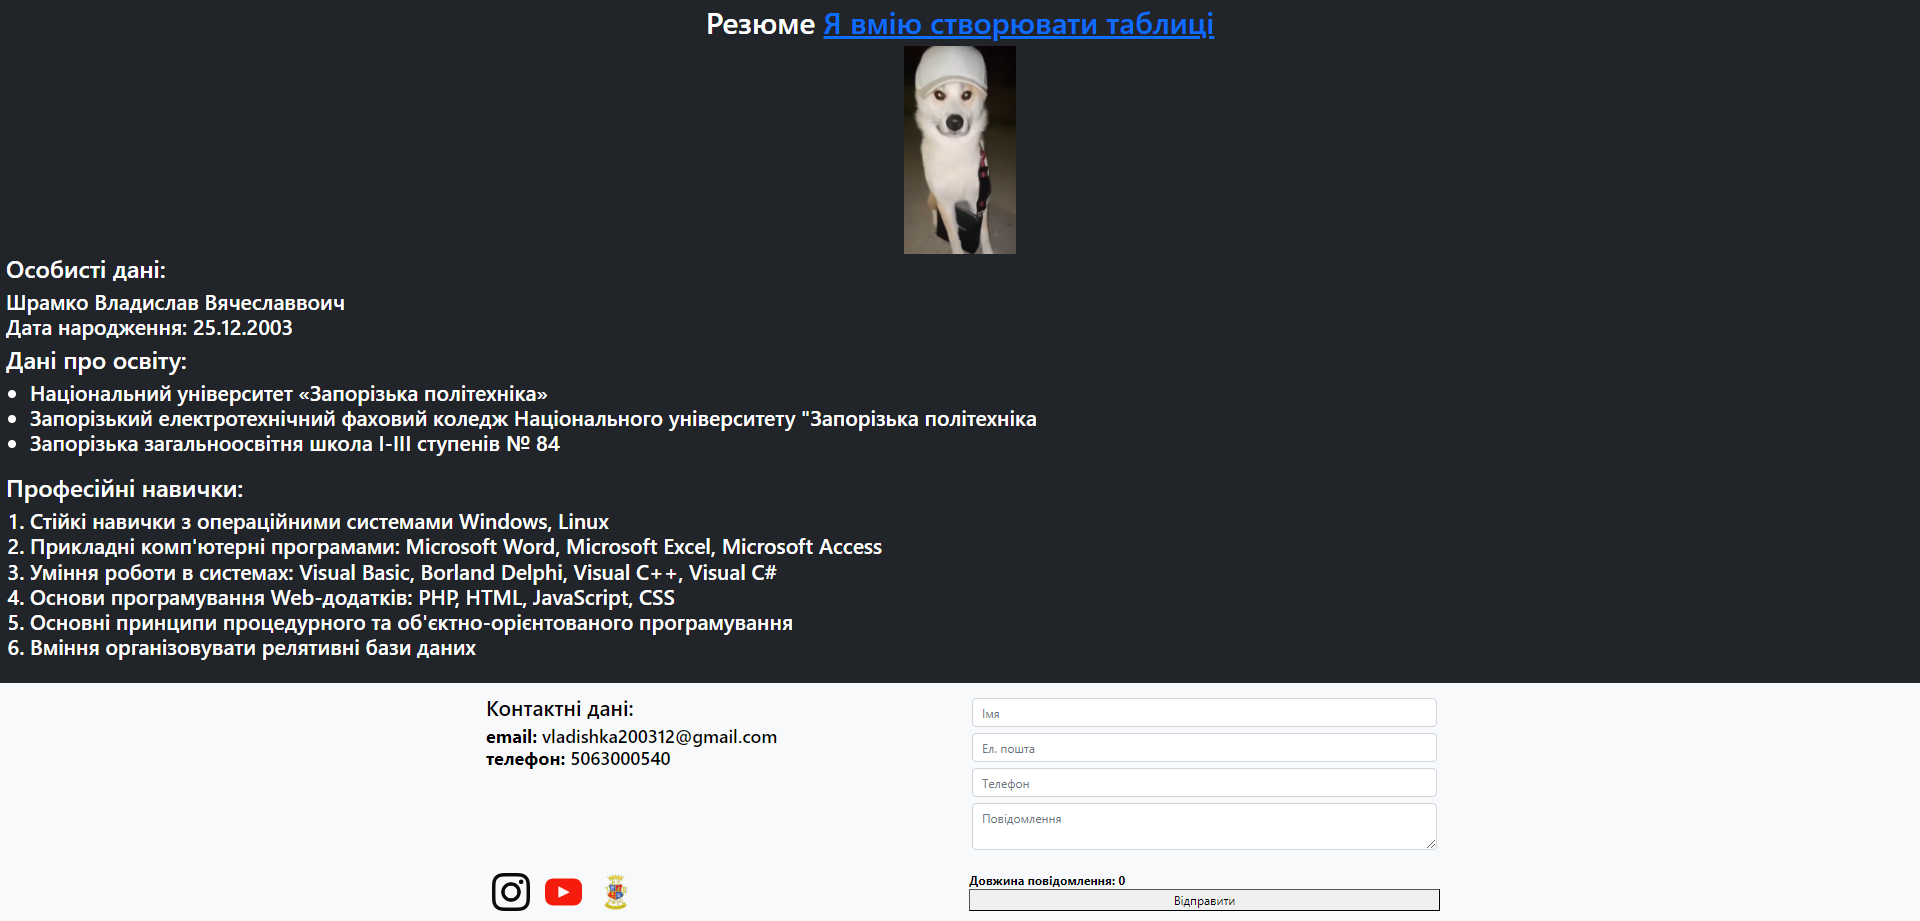 Резюме Я вмію створювати таблиці
Особисті дані:
Шрамко Владислав Вячеславвоич
Дата народження: 25.12.2003
Дані про освіту:
• Національний університет «Запорізька політехніка»
• Запорізький електротехнічний фаховий коледж Національного університету "Запорізька політехніка
• Запорізька загальноосвітня школа І-ІІІ ступенів № 84
Професійні навички:
1. Стійкі навички з операційними системами Windows, Linux
2. Прикладні комп'ютерні програмами: Microsoft Word, Microsoft Excel, Microsoft Access
3. Уміння роботи в системах: Visual Basic, Borland Delphi, Visual C++, Visual C#
4. Основи програмування Web-додатків: PHP, HTML, JavaScript, CSS
5. Основні принципи процедурного та об'єктно-орієнтованого програмування
6. Вміння організовувати релятивні бази даних
Контактні дані:
email: vladishka200312@gmail.com
телефон: 5063000540
Імя
Ел. пошта
Телефон
Повідомлення
Довжина повідомлення: 0
Відправити